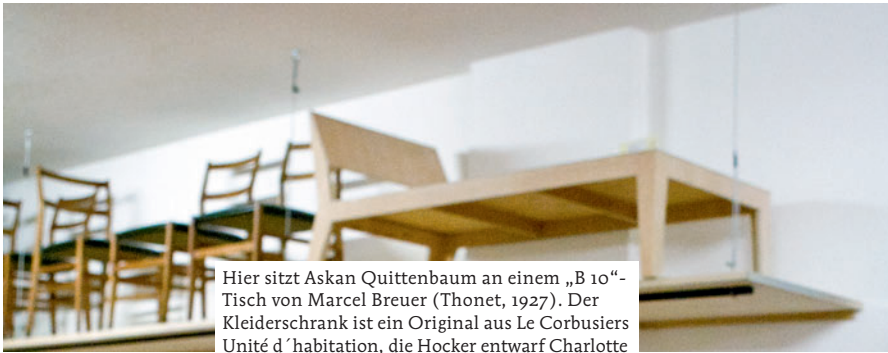 Hier sitzt Askan Quittenbaum an einem „B 10“-
Tisch von Marcel Breuer (Thonet, 1927). Der
Kleiderschrank ist ein Original aus Le Corbusiers
Unité d´habitation, die Hocker entwarf Charlotte